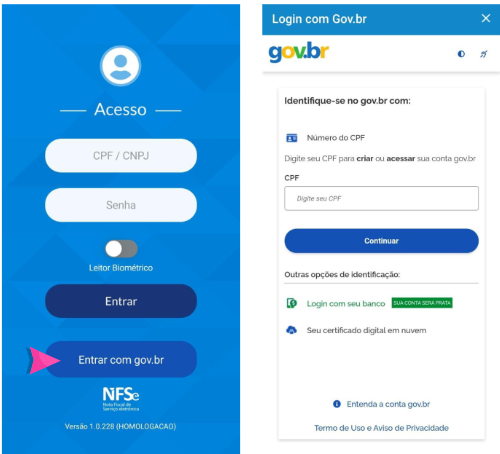 Acesso
CPF / CNPJ
Senha
Leitor Biométrico
Entrar
Entrar com gov.br
NFSe
Nota Fiscal de
Serviço eletrônica
Versão 1.0.228 (HOMOLOGACAO)
Login com Gov.br
gov.br
Identifique-se no gov.br com:
Número do CPF
Digite seu CPF para criar ou acessar sua conta gov.br
CPF
Digite seu CPF
Continuar
Outras opções de identificação:
Login com seu banco SUA CONTA SERÁ PRATA
Seu certificado digital em nuvem
Entenda a conta gov.br
Termo de Uso e Aviso de Privacidade